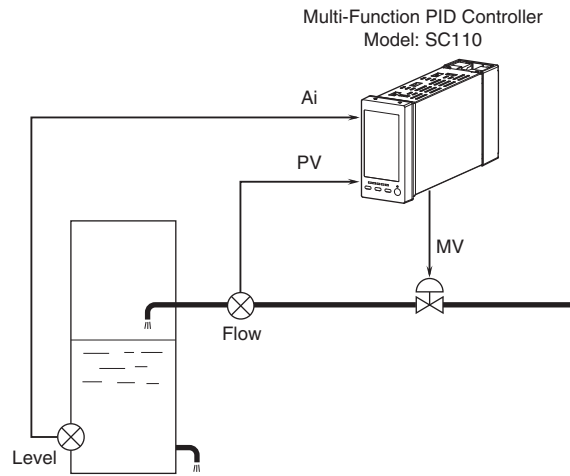 Multi-Function PID Controller
Model: SC110
Ai
PV
MV
Flow
Level